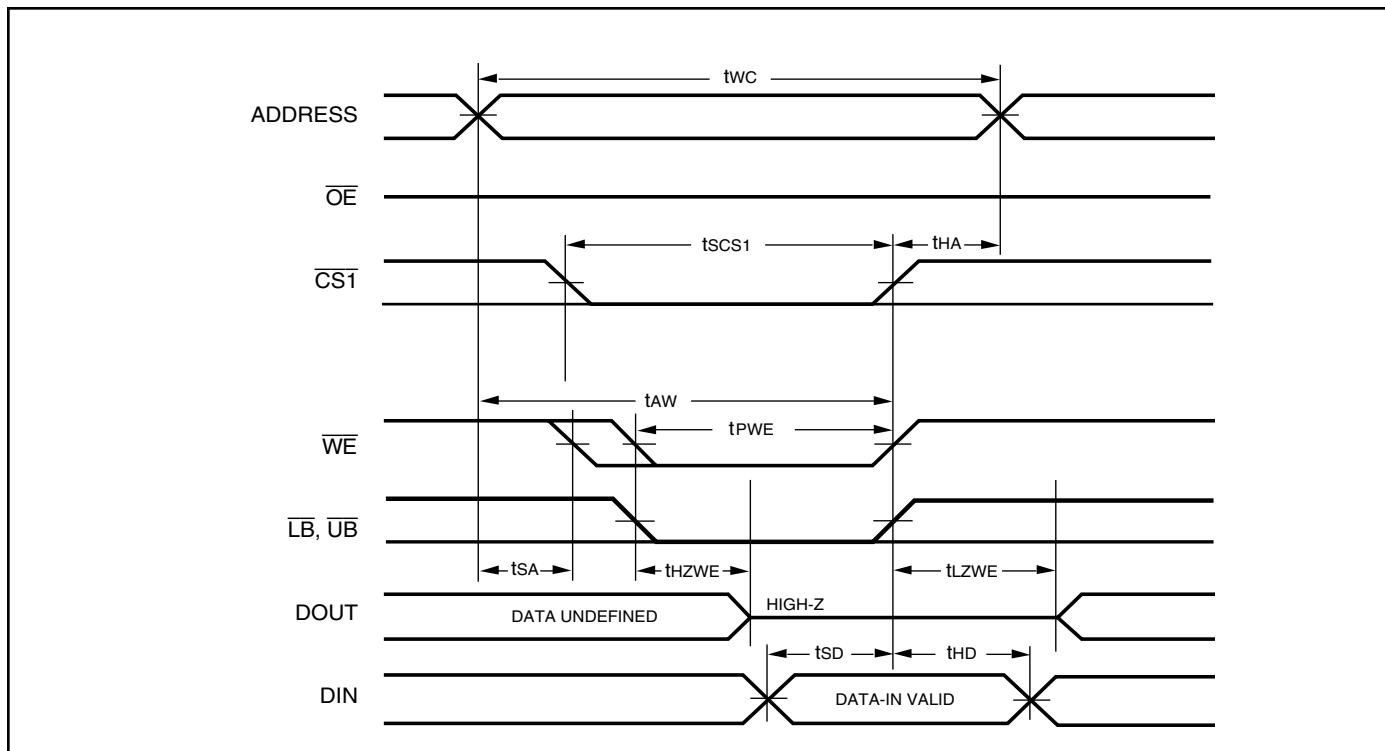 tWC
ADDRESS
OE
tSCS1
tHA
CS1
tAW
tPWE
WE
LB, UB
tSA
tHZWE
tLZWE
DOUT
DATA UNDEFINED
HIGH-Z
tSD
tHD
DIN
DATA-IN VALID